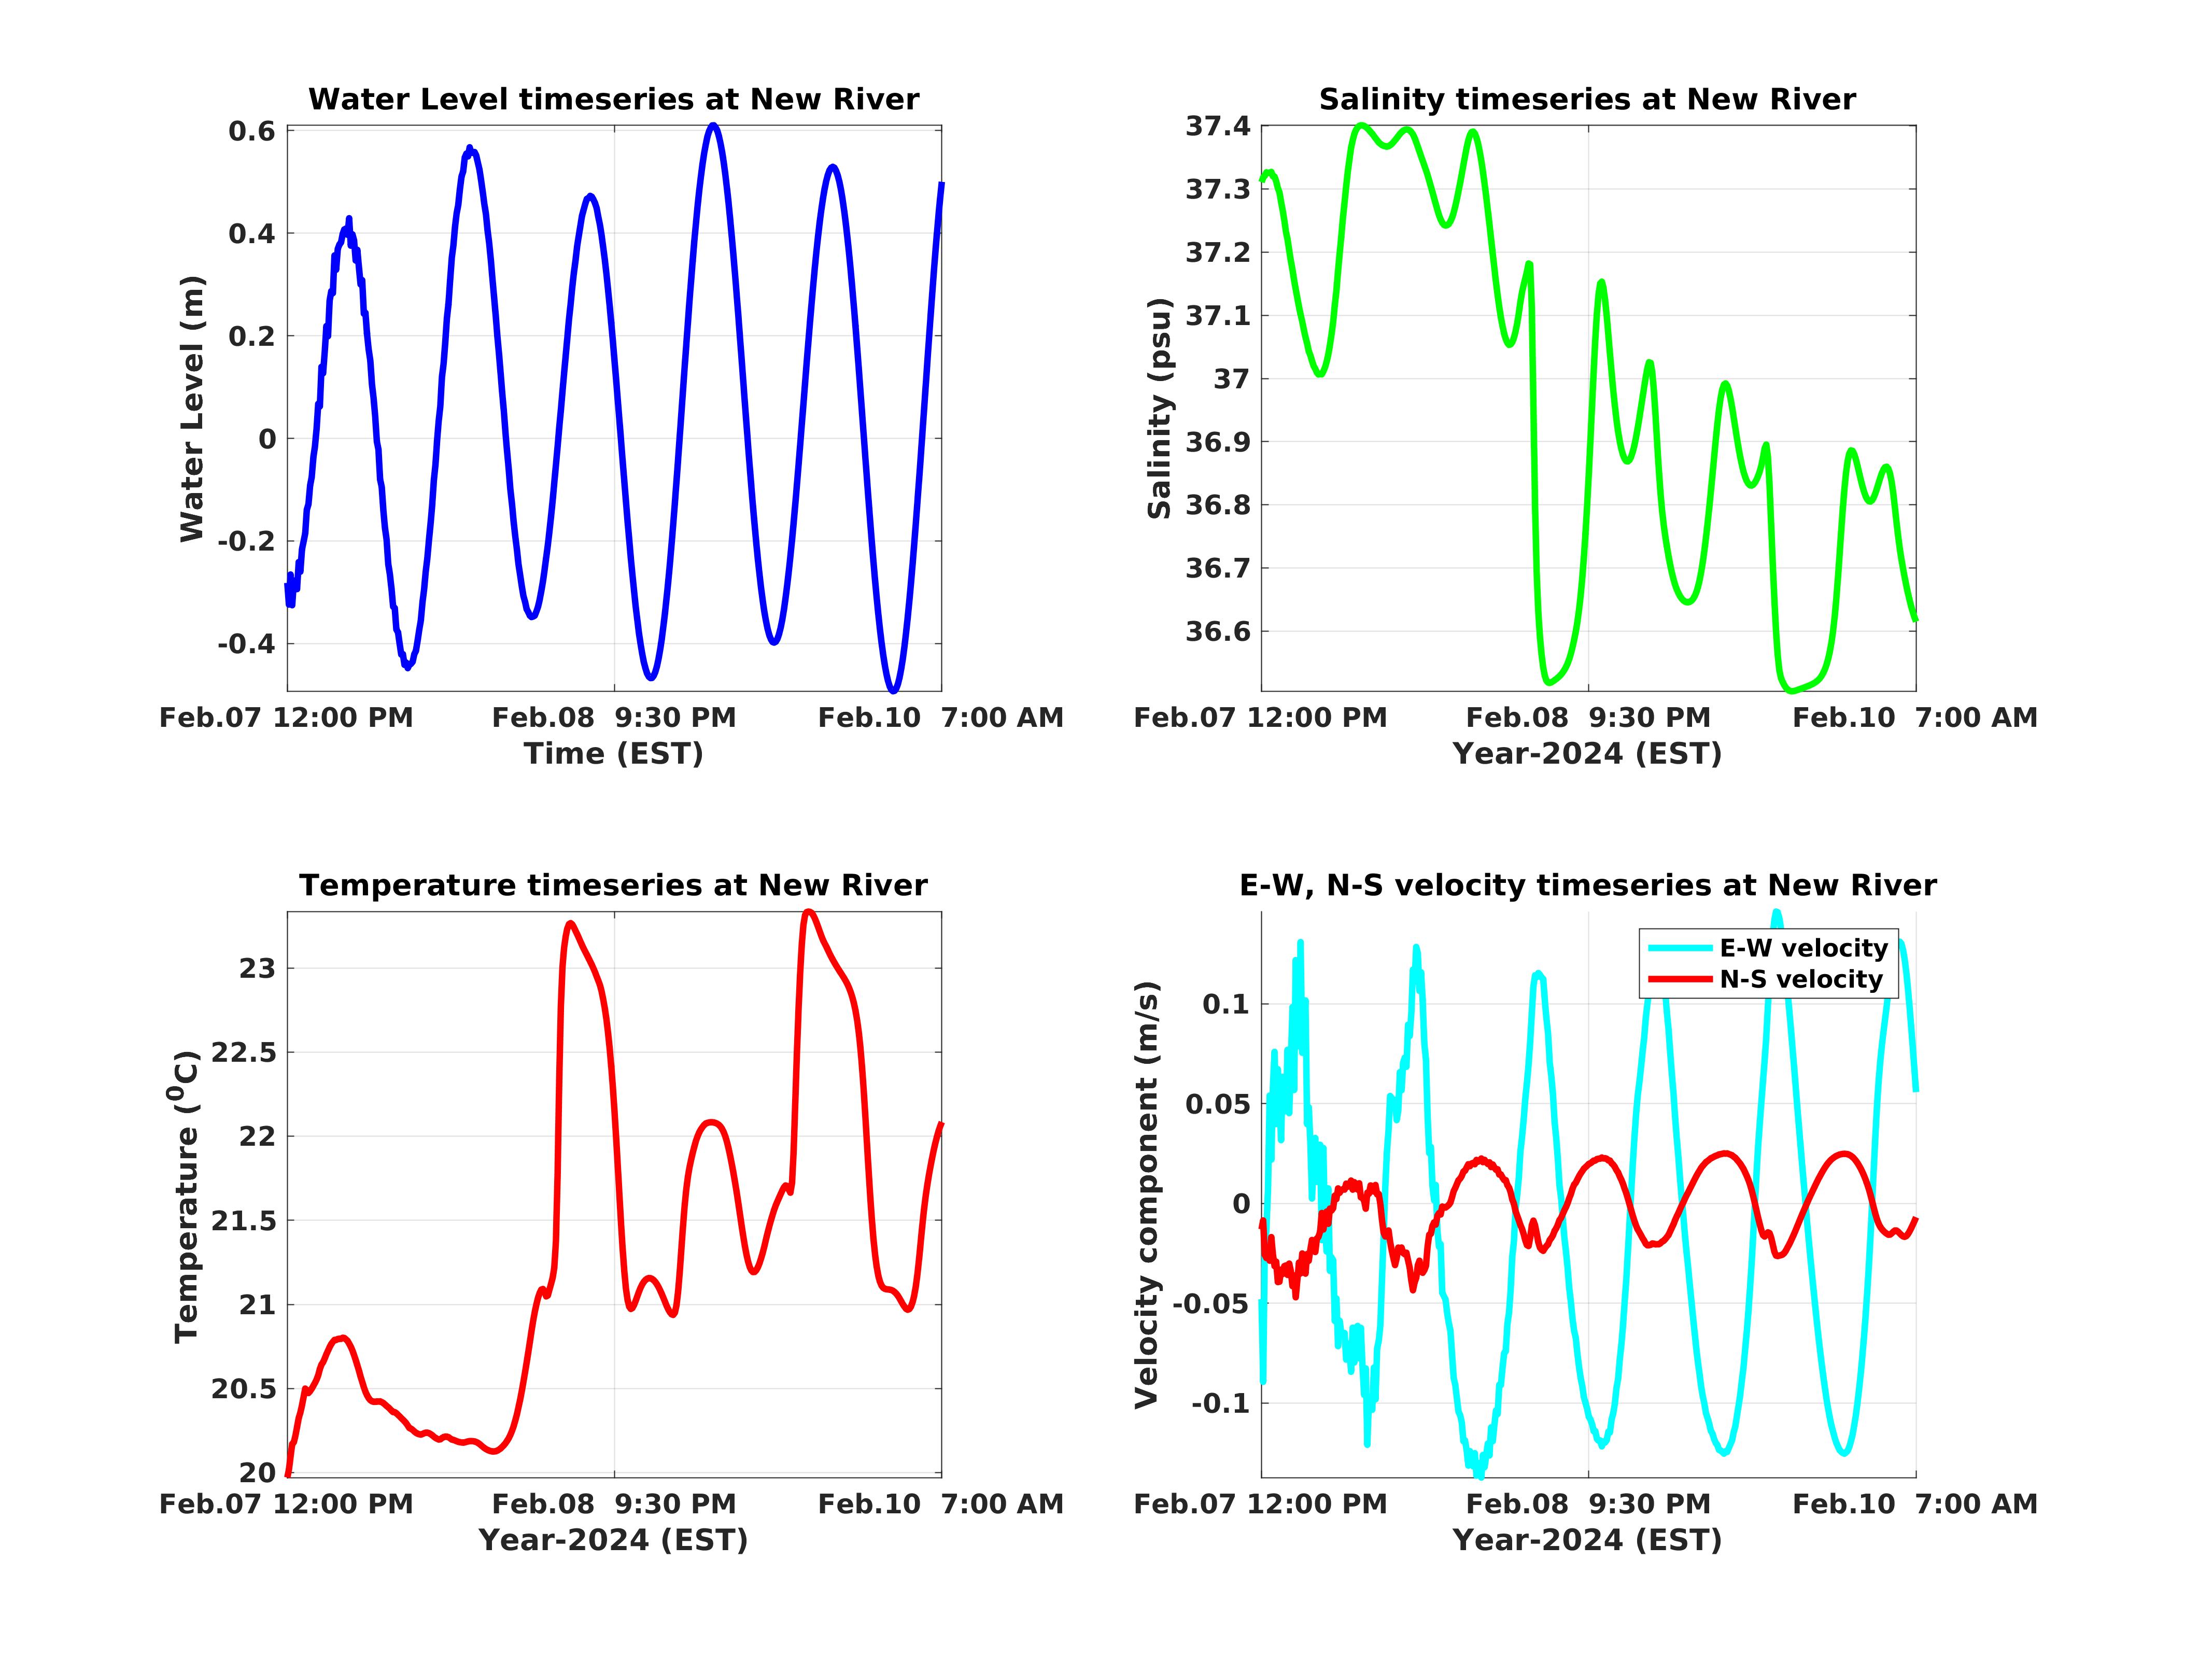 Water Level timeseries at New River
0.6
0.4
0.2
0
-0.2
-0.4
Water Level (m)
Feb.07 12:00 PM
Feb.08 9:30 PM
Feb.10 7:00 AM
Time (EST)
Salinity timeseries at New River
37.4
37.3
37.2
37.1
37
36.9
36.8
36.7
36.6
Salinity (psu)
Feb.07 12:00 PM
Feb.08 9:30 PM
Feb.10 7:00 AM
Year-2024 (EST)
Temperature timeseries at New River
23
22.5
22
21.5
21
20.5
20
Temperature (⁰C)
Feb.07 12:00 PM
Feb.08 9:30 PM
Feb.10 7:00 AM
Year-2024 (EST)
E-W, N-S velocity timeseries at New River
E-W velocity
N-S velocity
0.1
0.05
0
-0.05
-0.1
Velocity component (m/s)
Feb.07 12:00 PM
Feb.08 9:30 PM
Feb.10 7:00 AM
Year-2024 (EST)